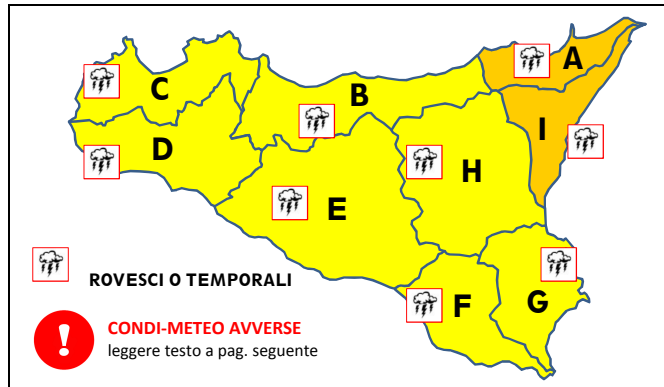 A
C
B
I
D
H
E
F
G
ROVESCI O TEMPORALI
!
CONDI-METEO AVVERSE
leggere testo a pag. seguente